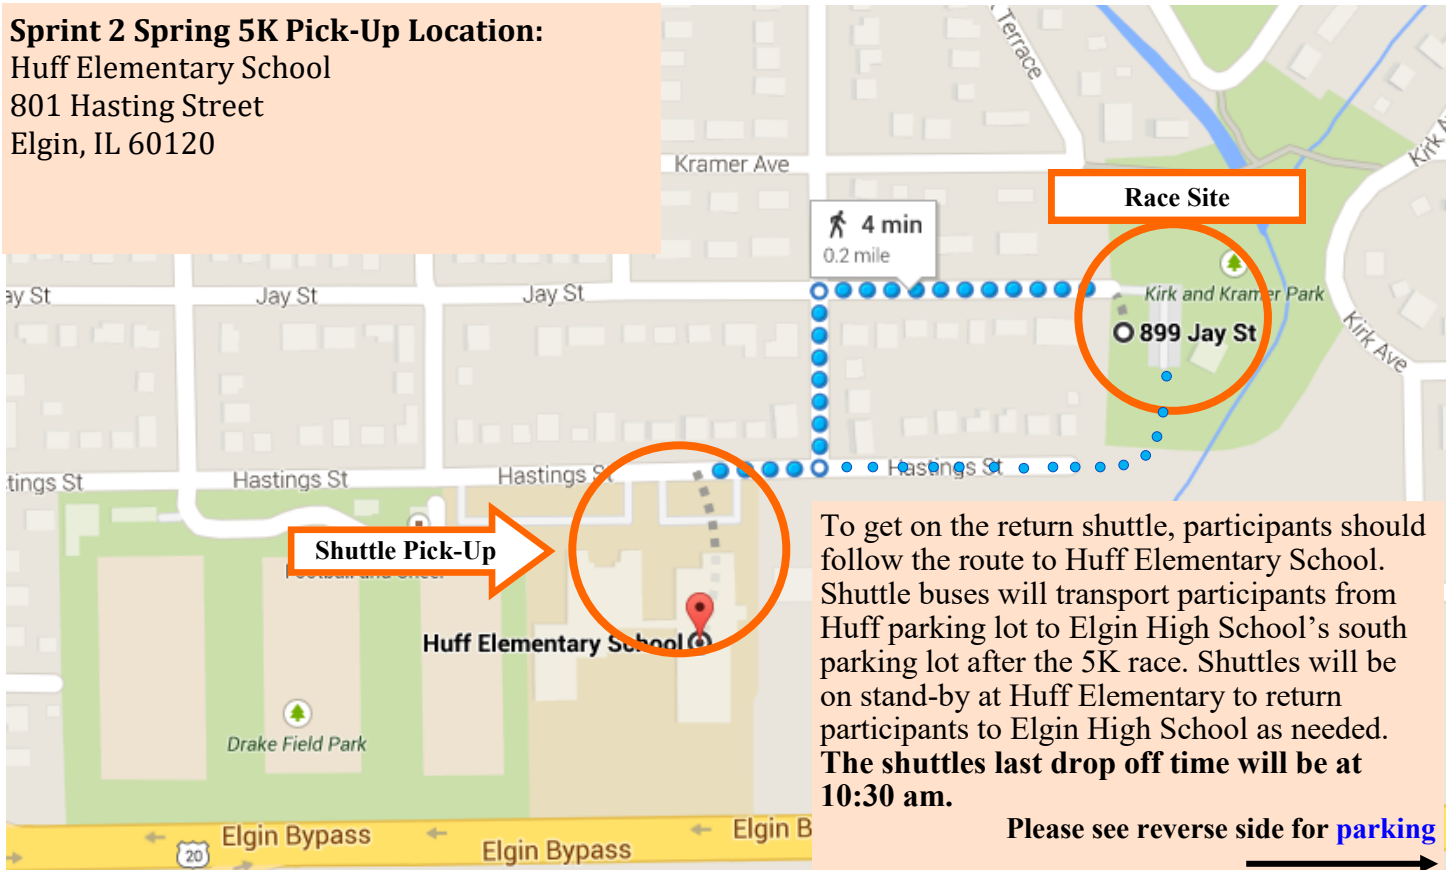 Sprint 2 Spring 5K Pick-Up Location:
Huff Elementary School
801 Hasting Street
Elgin, IL 60120
Terrace
Kramer Ave
Kirk
Race Site
4 min
0.2 mile
ay St
Jay St
Jay St
Kirk and Kramer Park
899 Jay St
Kirk Ave
tings St
Hastings St
Hastings St
Hastings St
Shuttle Pick-Up
Football and
Huff Elementary School
Drake Field Park
To get on the return shuttle, participants should
follow the route to Huff Elementary School.
Shuttle buses will transport participants from
Huff parking lot to Elgin High School’s south
parking lot after the 5K race. Shuttles will be
on stand-by at Huff Elementary to return
participants to Elgin High School as needed.
The shuttles last drop off time will be at
10:30 am.
Please see reverse side for parking
20
Elgin Bypass
Elgin Bypass
Elgin B